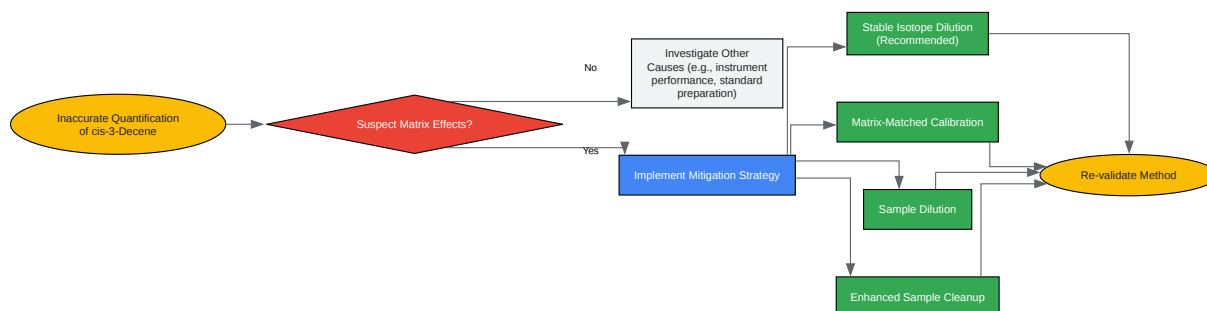 Inaccurate Quantification
of cis-3-Decene
Suspect Matrix Effects?
No
Yes
Investigate Other
Causes (e.g., instrument
performance, standard
preparation)
Implement Mitigation Strategy
Stable Isotope Dilution
(Recommended)
Matrix-Matched Calibration
Sample Dilution
Enhanced Sample Cleanup
Re-validate Method